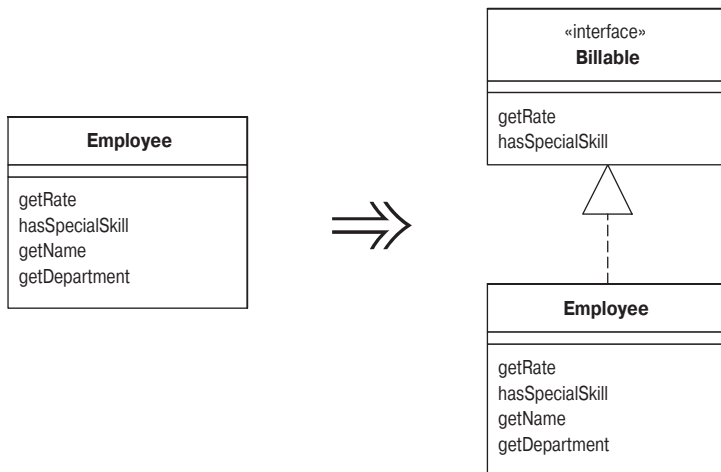 Employee
getRate
hasSpecialSkill
getName
getDepartment
«interface»
Billable
getRate
hasSpecialSkill
Employee
getRate
hasSpecialSkill
getName
getDepartment